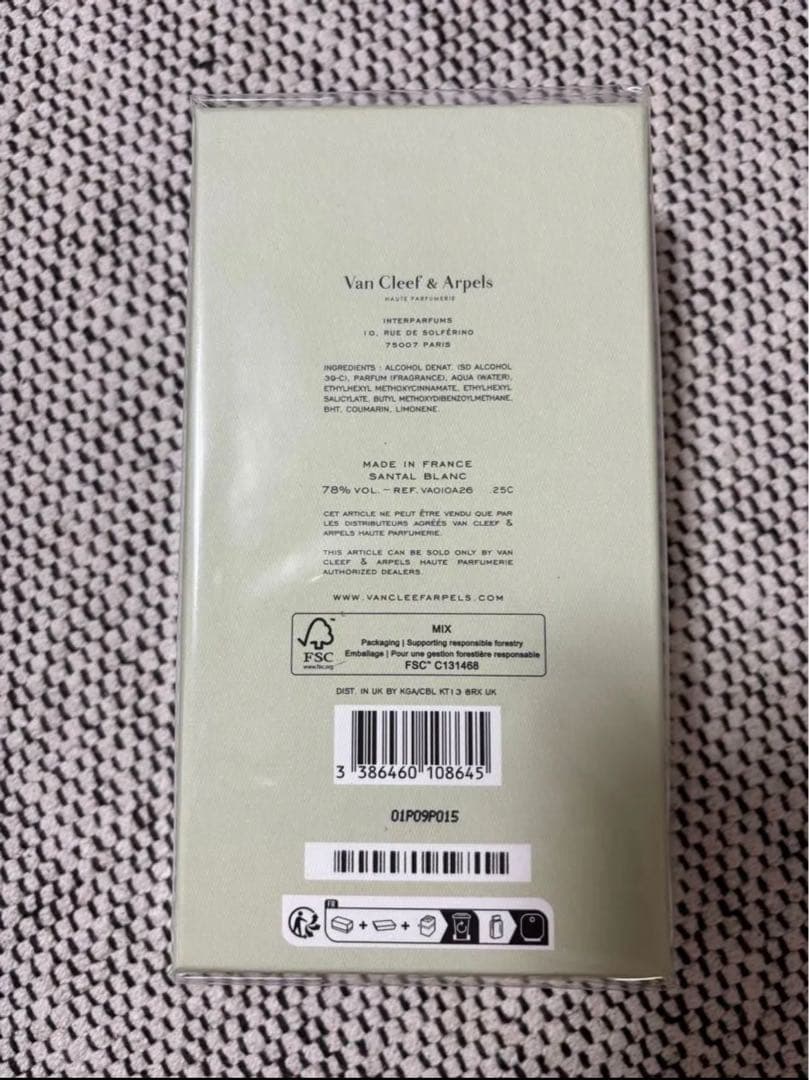 Van Cleef & Arpels
HAUTE PARFUMERIE
INTERPARFUMS
10, RUE DE SOLFÉRINO
75007 PARIS
INGREDIENTS : ALCOHOL DENAT. (SD ALCOHOL
39-C), PARFUM (FRAGRANCE), AQUA (WATER),
ETHYLHEXYL METHOXYCINNAMATE, ETHYLHEXYL
SALICYLATE, BUTYL METHOXYDIBENZOYLMETHANE,
BHT, COUMARIN, LIMONENE.
MADE IN FRANCE
SANTAL BLANC
78% VOL. – REF. VA010A26 25C
CET ARTICLE NE PEUT ÊTRE VENDU QUE PAR
LES DISTRIBUTEURS AGRÉÉS VAN CLEEF &
ARPELS HAUTE PARFUMERIE.
THIS ARTICLE CAN BE SOLD ONLY BY VAN
CLEEF & ARPELS HAUTE PARFUMERIE
AUTHORIZED DEALERS.
WWW.VANCLEEFARPELS.COM
FSC™
www.fsc.org
MIX
Packaging | Supporting responsible forestry
Emballage | Pour une gestion forestière responsable
FSC™ C131468
DIST. IN UK BY KGA/CBL KT13 8RX UK
3 386460 108645
01P09P015
FR